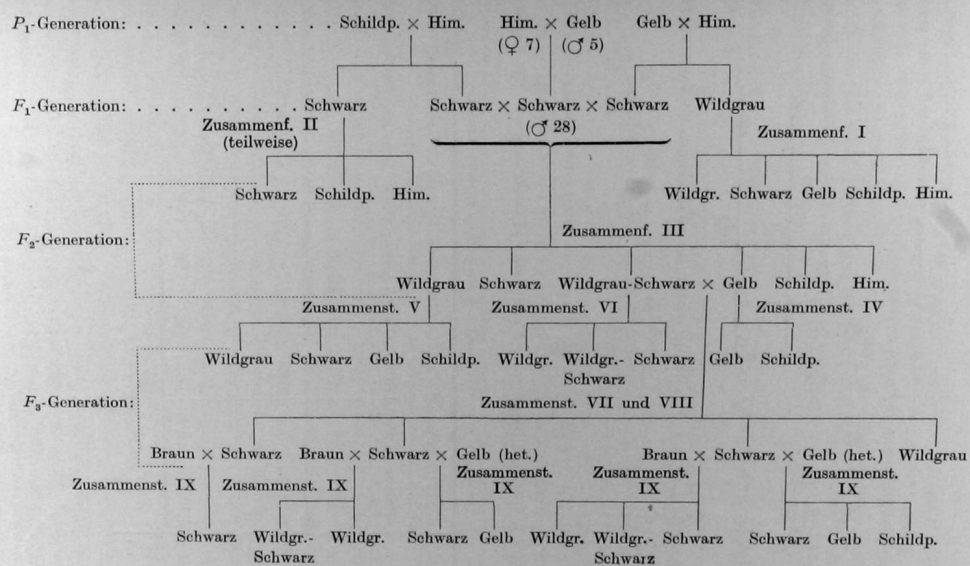 P₁-Generation: . . . . . . . . . . . . . Schildp. × Him. Him. × Gelb Gelb × Him.
(♀ 7) (♂ 5)
F₁-Generation: . . . . . . . . . . Schwarz Schwarz × Schwarz × Schwarz Wildgrau
Zusammenf. II (♂ 28) Zusammenf. I
(teilweise)
Schwarz Schildp. Him. Wildgr. Schwarz Gelb Schildp. Him.
F₂-Generation: Zusammenf. III
Wildgrau Schwarz Wildgrau-Schwarz × Gelb Schildp. Him.
Zusammenst. V Zusammenst. VI Zusammenst. IV
Wildgrau Schwarz Gelb Schildp. Wildgr. Wildgr.- Schwarz Gelb Schildp.
Schwarz
F₃-Generation: Zusammenst. VII und VIII
Braun × Schwarz Braun × Schwarz × Gelb (het.) Braun × Schwarz × Gelb (het.) Wildgrau
Zusammenst. IX Zusammenst. IX Zusammenst. Zusammenst. Zusammenst.
IX IX IX
Schwarz Wildgr.- Wildgr. Schwarz Gelb Wildgr. Wildgr.- Schwarz Schwarz Gelb Schildp.
Schwarz Schwarz